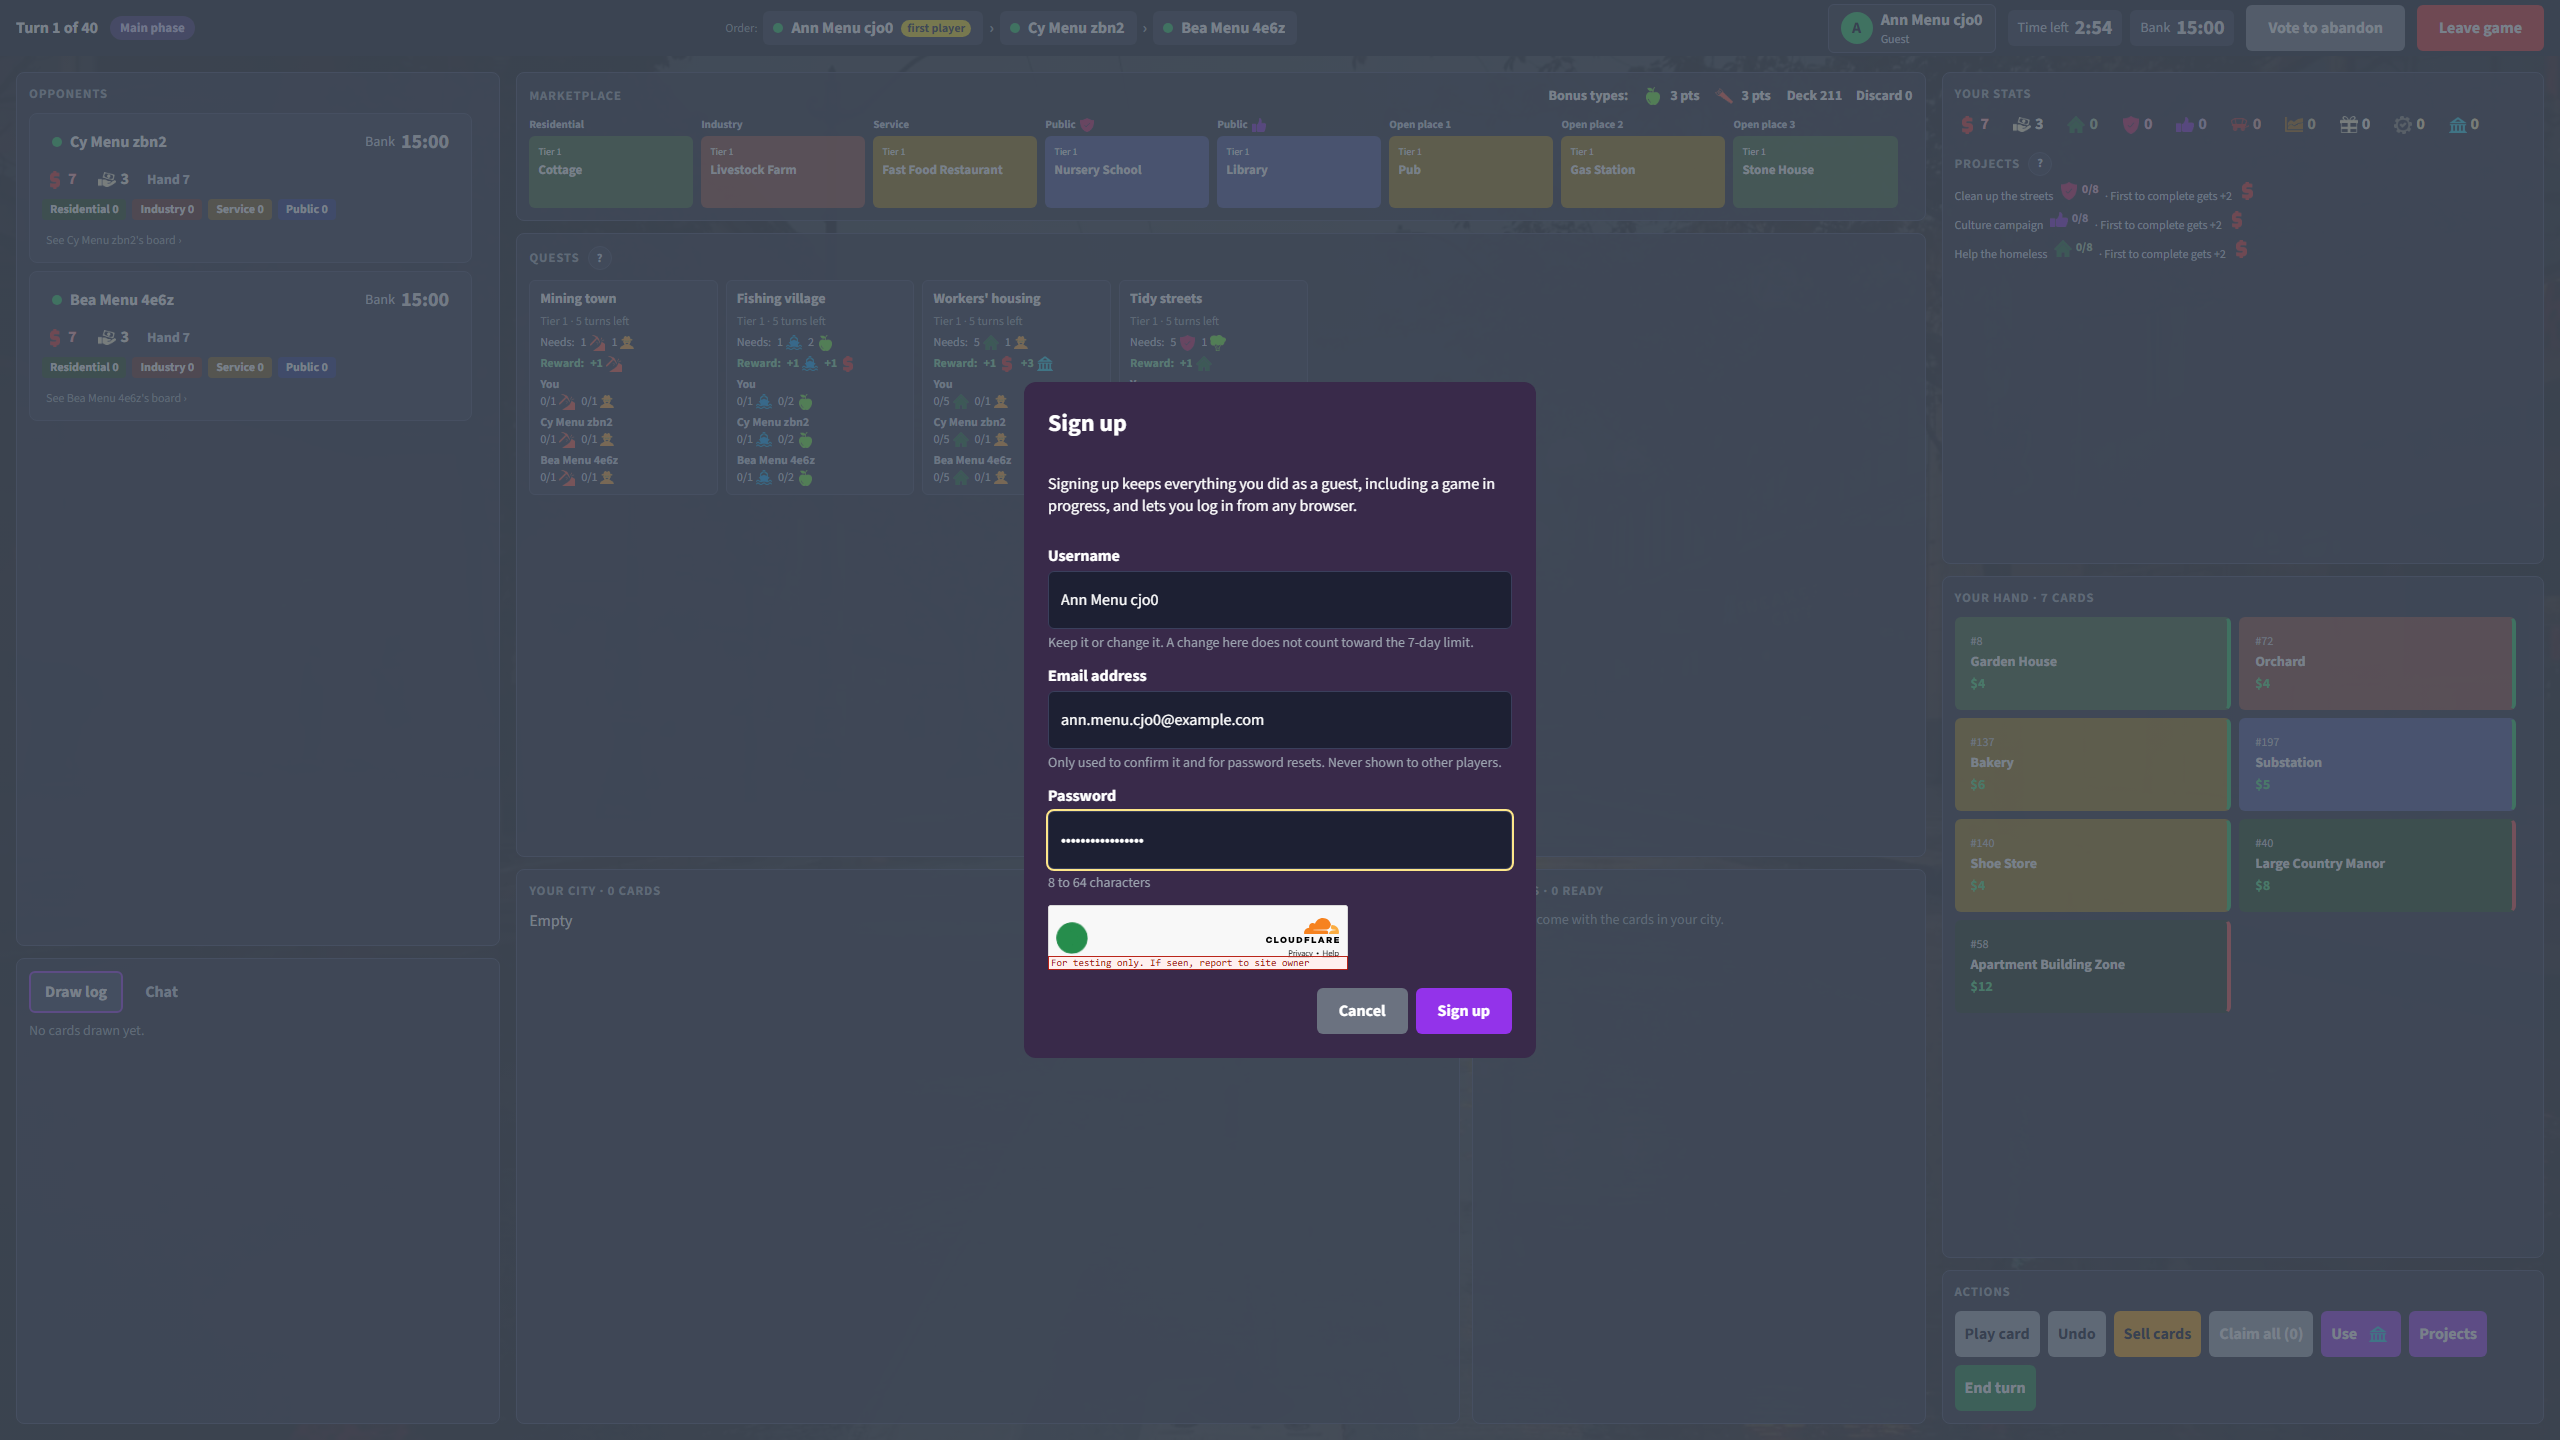 Turn 1 of 40 Main phase
Order: Ann Menu cjo0 first player › Cy Menu zbn2 › Bea Menu 4e6z
A Ann Menu cjo0
Guest
Time left 2:54 Bank 15:00 Vote to abandon Leave game
OPPONENTS
Cy Menu zbn2 Bank 15:00
7 3 Hand 7
Residential 0 Industry 0 Service 0 Public 0
See Cy Menu zbn2's board ›
Bea Menu 4e6z Bank 15:00
7 3 Hand 7
Residential 0 Industry 0 Service 0 Public 0
See Bea Menu 4e6z's board ›
Draw log Chat
No cards drawn yet.
MARKETPLACE Bonus types: 3 pts 3 pts Deck 211 Discard 0
Residential Industry Service Public Public Open place 1 Open place 2 Open place 3
Tier 1 Tier 1 Tier 1 Tier 1 Tier 1 Tier 1 Tier 1 Tier 1
Cottage Livestock Farm Fast Food Restaurant Nursery School Library Pub Gas Station Stone House
QUESTS ?
Mining town Fishing village Workers' housing Tidy streets
Tier 1 · 5 turns left Tier 1 · 5 turns left Tier 1 · 5 turns left Tier 1 · 5 turns left
Needs: 1 1 Needs: 1 2 Needs: 5 1 Needs: 5 1
Reward: +1 Reward: +1 +1 Reward: +1 +3 Reward: +1
You You You
0/1 0/1 0/1 0/2 0/5 0/1
Cy Menu zbn2 Cy Menu zbn2 Cy Menu zbn2
0/1 0/1 0/1 0/2 0/5 0/1
Bea Menu 4e6z Bea Menu 4e6z Bea Menu 4e6z
0/1 0/1 0/1 0/2 0/5 0/1
Sign up
Signing up keeps everything you did as a guest, including a game in
progress, and lets you log in from any browser.
Username
Ann Menu cjo0
Keep it or change it. A change here does not count toward the 7-day limit.
Email address
ann.menu.cjo0@example.com
Only used to confirm it and for password resets. Never shown to other players.
Password
•••••••••••••••••
8 to 64 characters
CLOUDFLARE
Privacy • Help
For testing only. If seen, report to site owner
Cancel Sign up
YOUR CITY · 0 CARDS
Empty
· 0 READY
come with the cards in your city.
YOUR STATS
$ 7 3 0 0 0 0 0 0 0 0
PROJECTS ?
Clean up the streets 0/8 · First to complete gets +2
Culture campaign 0/8 · First to complete gets +2
Help the homeless 0/8 · First to complete gets +2
YOUR HAND · 7 CARDS
#8 #72
Garden House Orchard
$4 $4
#137 #197
Bakery Substation
$6 $5
#140 #40
Shoe Store Large Country Manor
$4 $8
#58
Apartment Building Zone
$12
ACTIONS
Play card Undo Sell cards Claim all (0) Use Projects
End turn